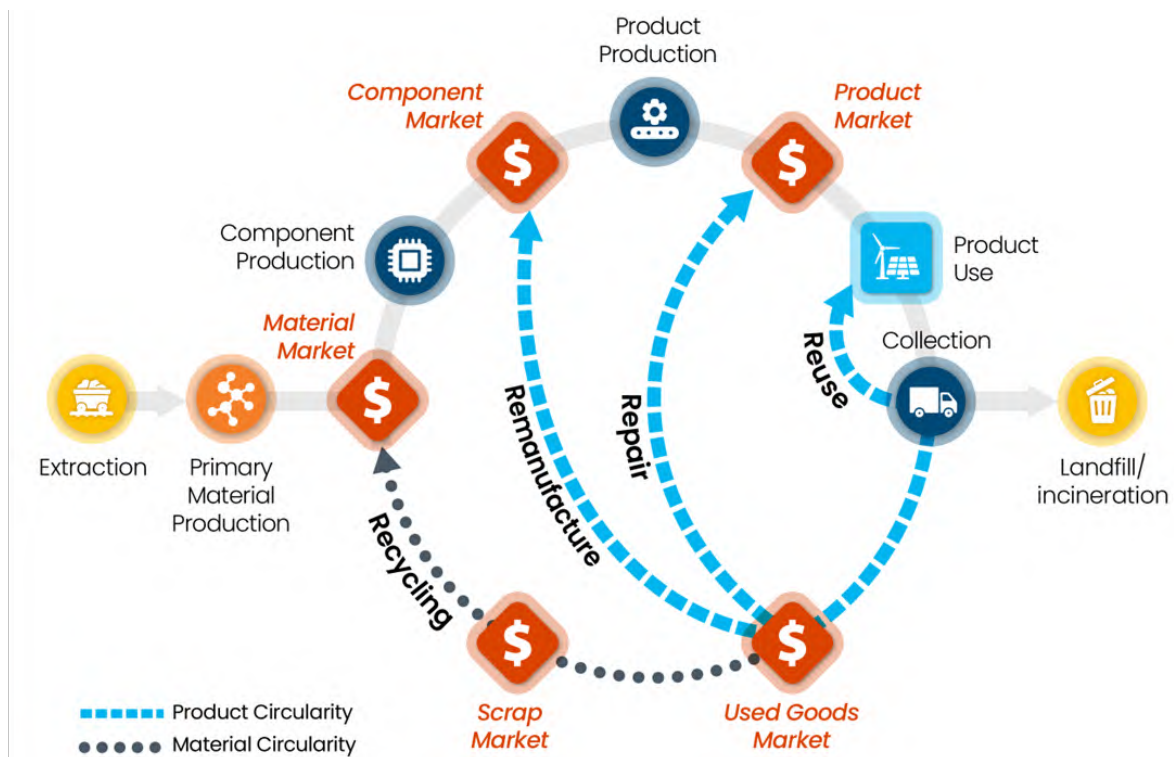 Product
Production
Component
Market
Product
Market
Component
Production
Product
Use
Material
Market
Collection
Reuse
Extraction
Primary
Material
Production
Remanufacture
Repair
Landfill/
incineration
Recycling
$
$
$
$
$
Product Circularity
Material Circularity
Scrap
Market
Used Goods
Market